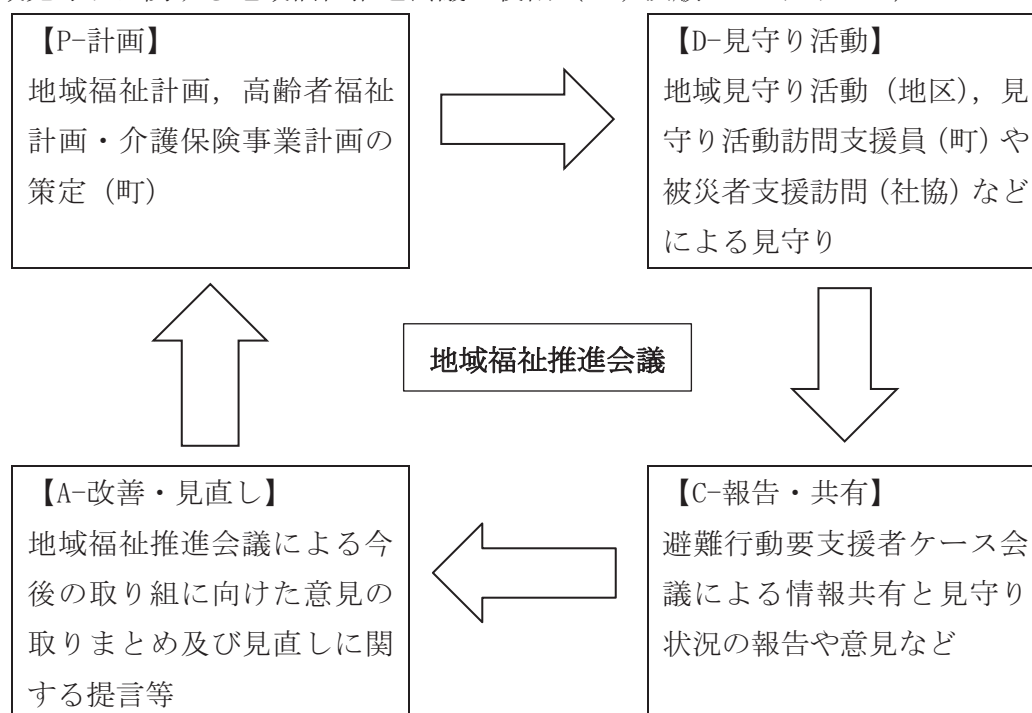 【P-計画】
地域福祉計画，高齢者福祉
計画・介護保険事業計画の
策定（町）
【D-見守り活動】
地域見守り活動（地区），見
守り活動訪問支援員（町）や
被災者支援訪問（社協）など
による見守り
地域福祉推進会議
【A-改善・見直し】
地域福祉推進会議による今
後の取り組に向けた意見の
取りまとめ及び見直しに関
する提言等
【C-報告・共有】
避難行動要支援者ケース会
議による情報共有と見守り
状況の報告や意見など